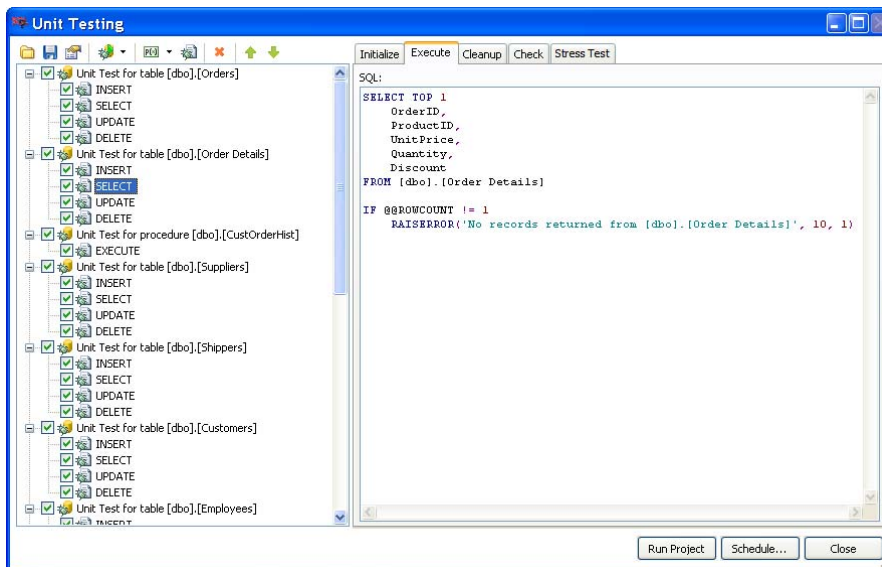 Unit Testing
P(·)
Unit Test for table [dbo].[Orders]
INSERT
SELECT
UPDATE
DELETE
Unit Test for table [dbo].[Order Details]
INSERT
SELECT
UPDATE
DELETE
Unit Test for procedure [dbo].[CustOrderHist]
EXECUTE
Unit Test for table [dbo].[Suppliers]
INSERT
SELECT
UPDATE
DELETE
Unit Test for table [dbo].[Shippers]
INSERT
SELECT
UPDATE
DELETE
Unit Test for table [dbo].[Customers]
INSERT
SELECT
UPDATE
DELETE
Unit Test for table [dbo].[Employees]
INSERT
Initialize Execute Cleanup Check Stress Test
SQL:
SELECT TOP 1
OrderID,
ProductID,
UnitPrice,
Quantity,
Discount
FROM [dbo].[Order Details]
IF @@ROWCOUNT != 1
RAISERROR('No records returned from [dbo].[Order Details]', 10, 1)
Run Project Schedule... Close